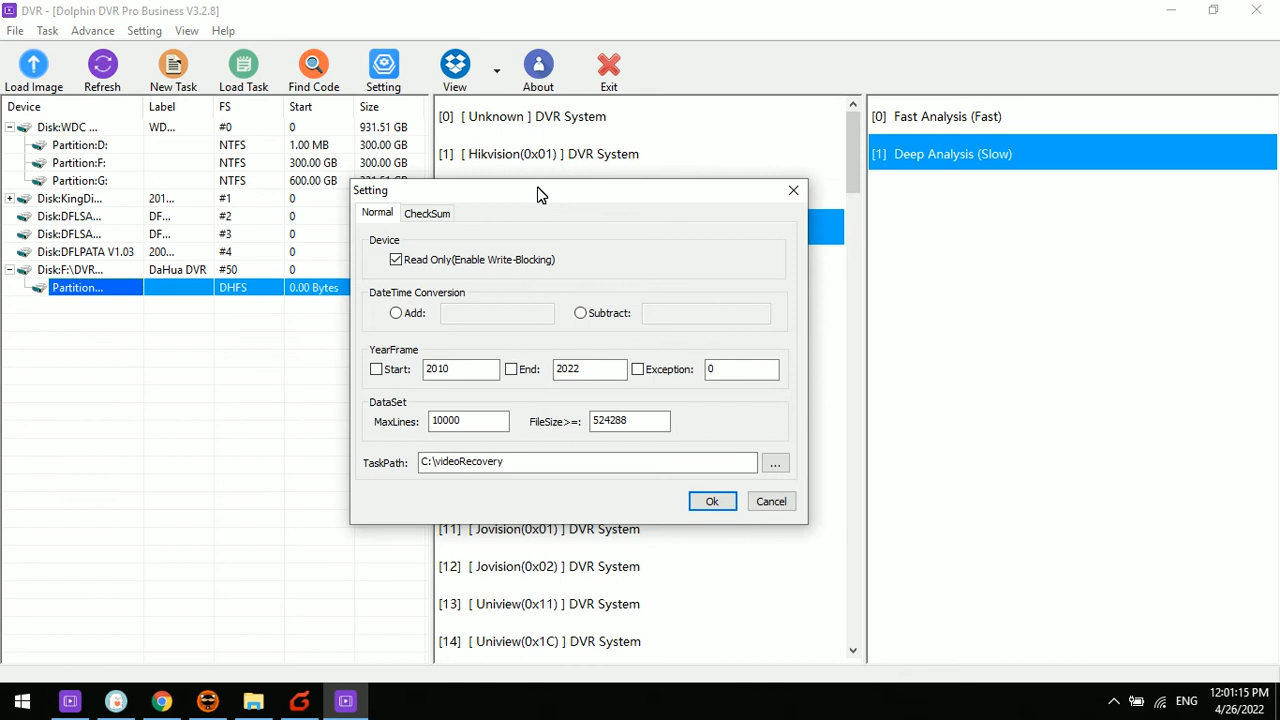 DVR - [Dolphin DVR Pro Business V3.2.8]
File Task Advance Setting View Help
Load Image Refresh New Task Load Task Find Code Setting View About Exit
Device Label FS Start Size
Disk:WDC ... WD... #0 0 931.51 GB
Partition:D: NTFS 1.00 MB 300.00 GB
Partition:F: NTFS 300.00 GB 300.00 GB
Partition:G: NTFS 600.00 GB 331.51 GB
Disk:KingDi... 201... #1
Disk:DFLSA... DF... #2
Disk:DFLSA... DF... #3
Disk:DFLPATA V1.03 200... #4
Disk:F:\DVR... DaHua DVR #50 0
Partition... DHFS 0.00 Bytes
[0] [ Unknown ] DVR System
[1] [ Hikvision(0x01) ] DVR System
[11] [ Jovision(0x01) ] DVR System
[12] [ Jovision(0x02) ] DVR System
[13] [ Uniview(0x11) ] DVR System
[14] [ Uniview(0x1C) ] DVR System
[0] Fast Analysis (Fast)
[1] Deep Analysis (Slow)
Setting
Normal CheckSum
Device
Read Only(Enable Write-Blocking)
DateTime Conversion
Add: Subtract:
YearFrame
Start: 2010 End: 2022 Exception: 0
DataSet
MaxLines: 10000 FileSize>=: 524288
TaskPath: C:\videoRecovery ...
Ok Cancel
ENG
12:01:15 PM
4/26/2022